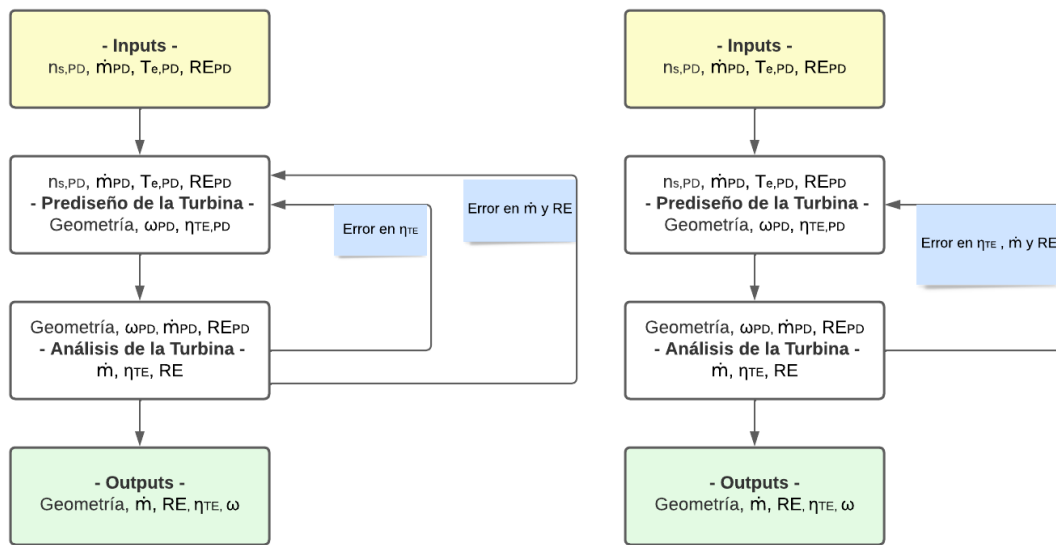 - Inputs -
ns,PD, ṁPD, Te,PD, REPD
ns,PD, ṁPD, Te,PD, REPD
- Prediseño de la Turbina -
Geometría, ωPD, ηTE,PD
Error en ηTE
Error en ṁ y RE
Geometría, ωPD, ṁPD, REPD
- Análisis de la Turbina -
ṁ, ηTE, RE
- Outputs -
Geometría, ṁ, RE, ηTE, ω
- Inputs -
ns,PD, ṁPD, Te,PD, REPD
ns,PD, ṁPD, Te,PD, REPD
- Prediseño de la Turbina -
Geometría, ωPD, ηTE,PD
Error en ηTE , ṁ y RE
Geometría, ωPD, ṁPD, REPD
- Análisis de la Turbina -
ṁ, ηTE, RE
- Outputs -
Geometría, ṁ, RE, ηTE, ω